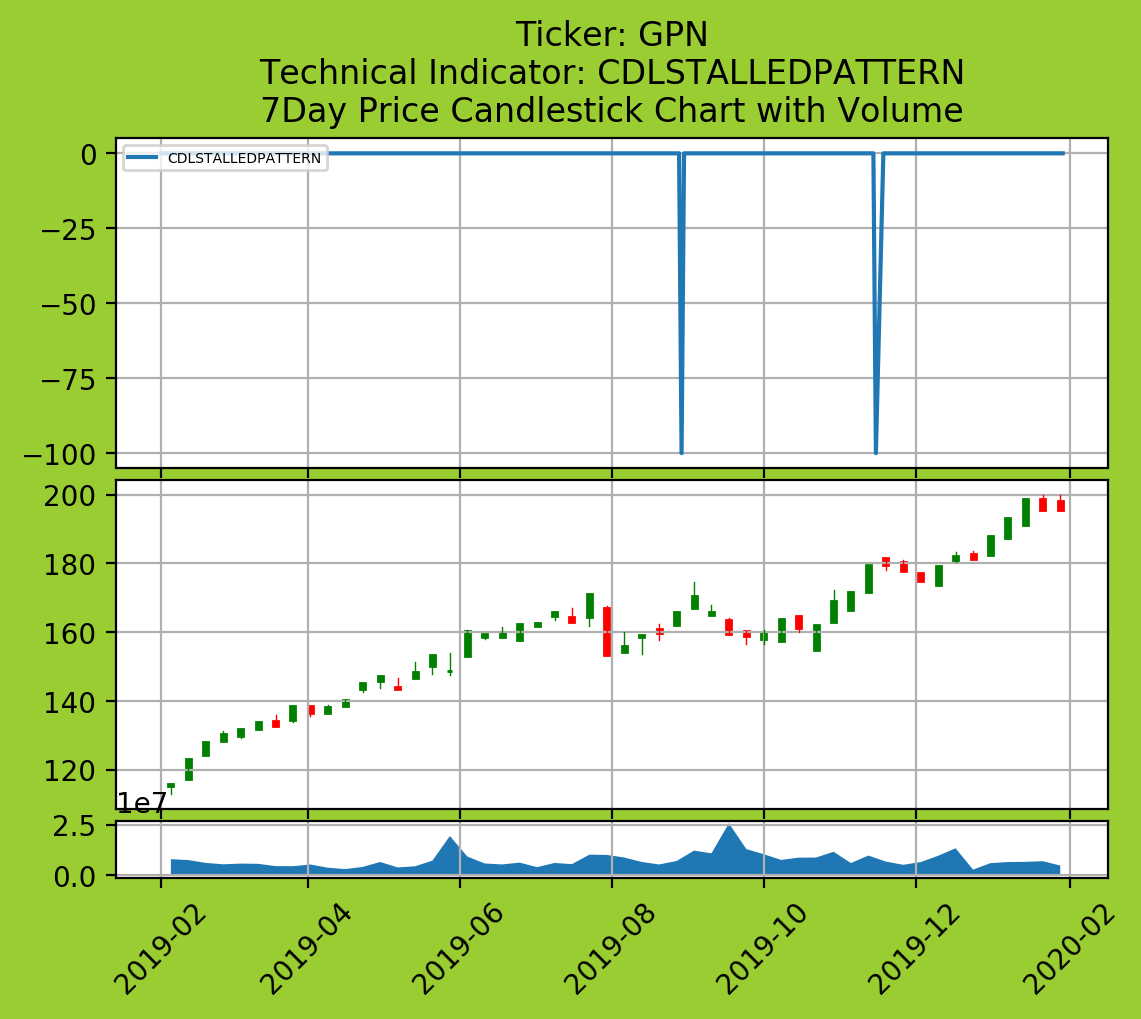 Ticker: GPN
Technical Indicator: CDLSTALLEDPATTERN
7Day Price Candlestick Chart with Volume
CDLSTALLEDPATTERN
0
−25
−50
−75
−100
200
180
160
140
120
1e7
2.5
0.0
2019-02 2019-04 2019-06 2019-08 2019-10 2019-12 2020-02